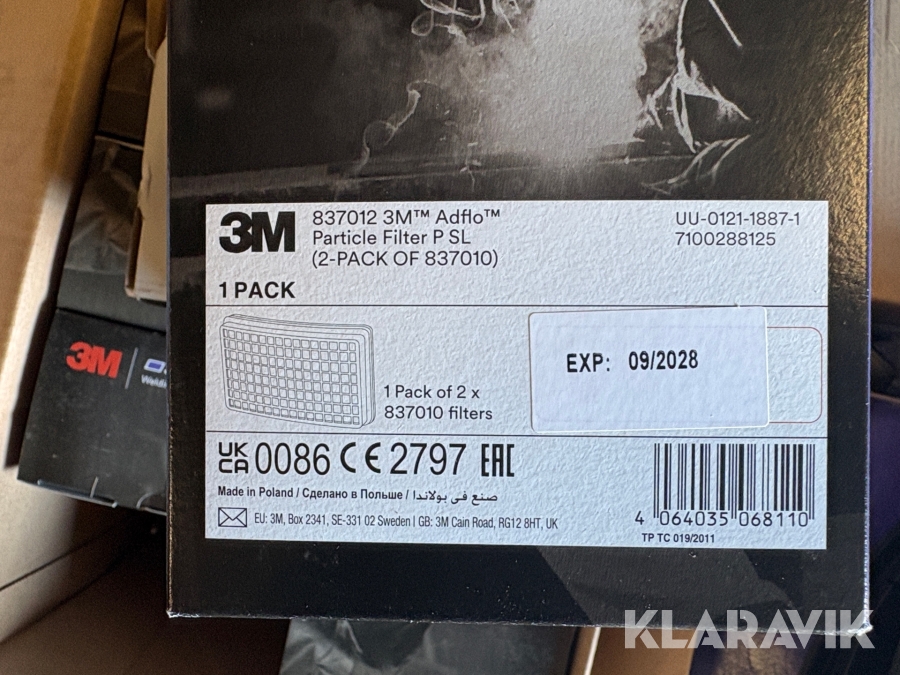 3M
837012 3M™ Adflo™
Particle Filter P SL
(2-PACK OF 837010)
UU-0121-1887-1
7100288125
1 PACK
1 Pack of 2 x
837010 filters
EXP: 09/2028
UK
CA 0086 CE 2797 EAC
Made in Poland / Сделано в Польше / صنع في بولاندا
EU: 3M, Box 2341, SE-331 02 Sweden | GB: 3M Cain Road, RG12 8HT, UK
4 064035 068110
TP TC 019/2011
3M
KLARAVIK